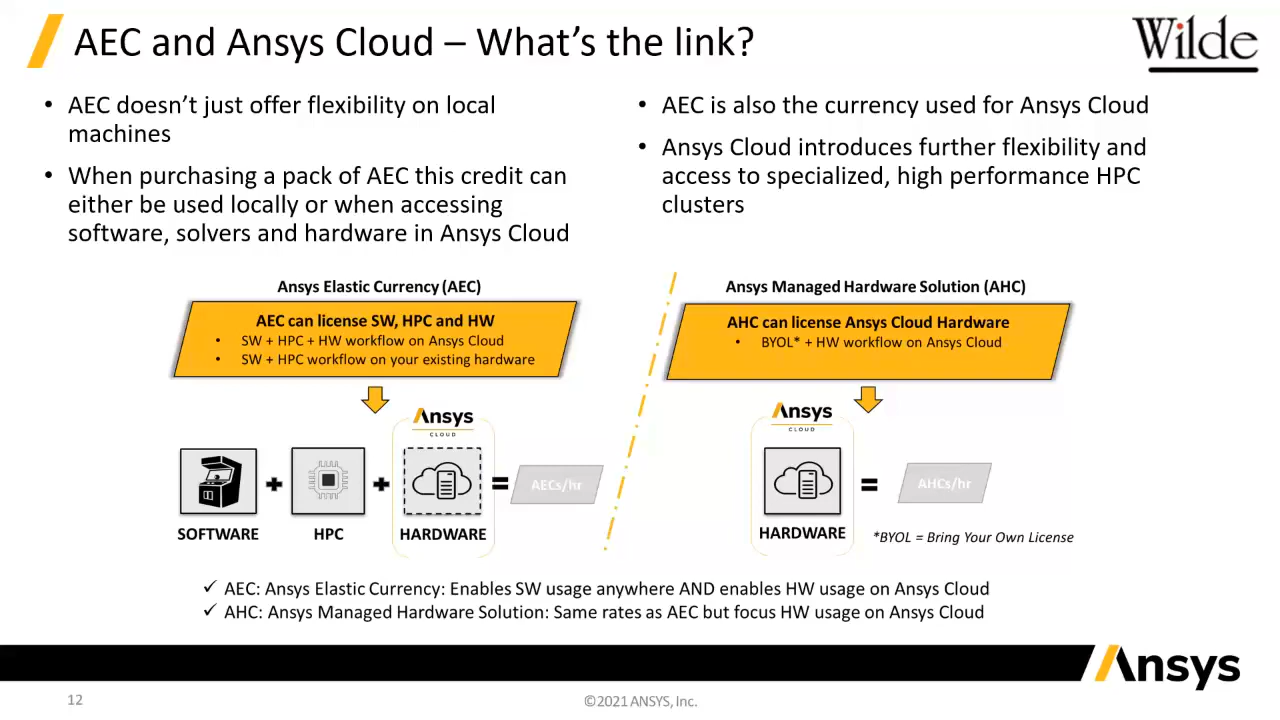 AEC and Ansys Cloud – What's the link?
Wilde
• AEC doesn't just offer flexibility on local
machines
• When purchasing a pack of AEC this credit can
either be used locally or when accessing
software, solvers and hardware in Ansys Cloud
• AEC is also the currency used for Ansys Cloud
• Ansys Cloud introduces further flexibility and
access to specialized, high performance HPC
clusters
Ansys Elastic Currency (AEC)
AEC can license SW, HPC and HW
• SW + HPC + HW workflow on Ansys Cloud
• SW + HPC workflow on your existing hardware
Ansys
CLOUD
+
+
=
AECs/hr
SOFTWARE
HPC
HARDWARE
Ansys Managed Hardware Solution (AHC)
AHC can license Ansys Cloud Hardware
• BYOL* + HW workflow on Ansys Cloud
Ansys
CLOUD
=
AHCs/hr
HARDWARE
*BYOL = Bring Your Own License
✓ AEC: Ansys Elastic Currency: Enables SW usage anywhere AND enables HW usage on Ansys Cloud
✓ AHC: Ansys Managed Hardware Solution: Same rates as AEC but focus HW usage on Ansys Cloud
Ansys
12
©2021 ANSYS, Inc.